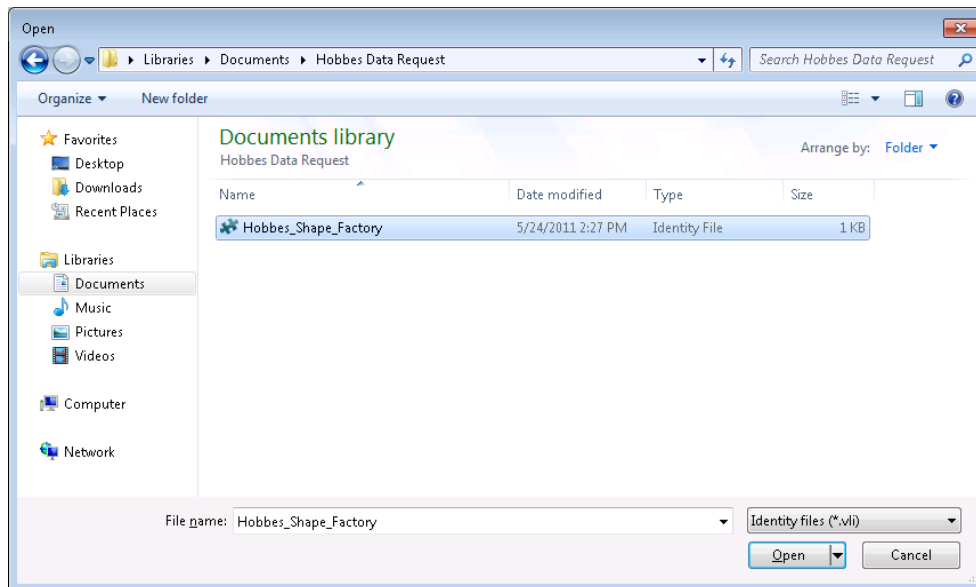 Open
Libraries Documents Hobbes Data Request
Search Hobbes Data Request
Organize New folder
Favorites
Desktop
Downloads
Recent Places
Libraries
Documents
Music
Pictures
Videos
Computer
Network
Documents library
Hobbes Data Request
Arrange by: Folder
Name Date modified Type Size
Hobbes_Shape_Factory 5/24/2011 2:27 PM Identity File 1 KB
File name: Hobbes_Shape_Factory
Identity files (*.vli)
Open Cancel